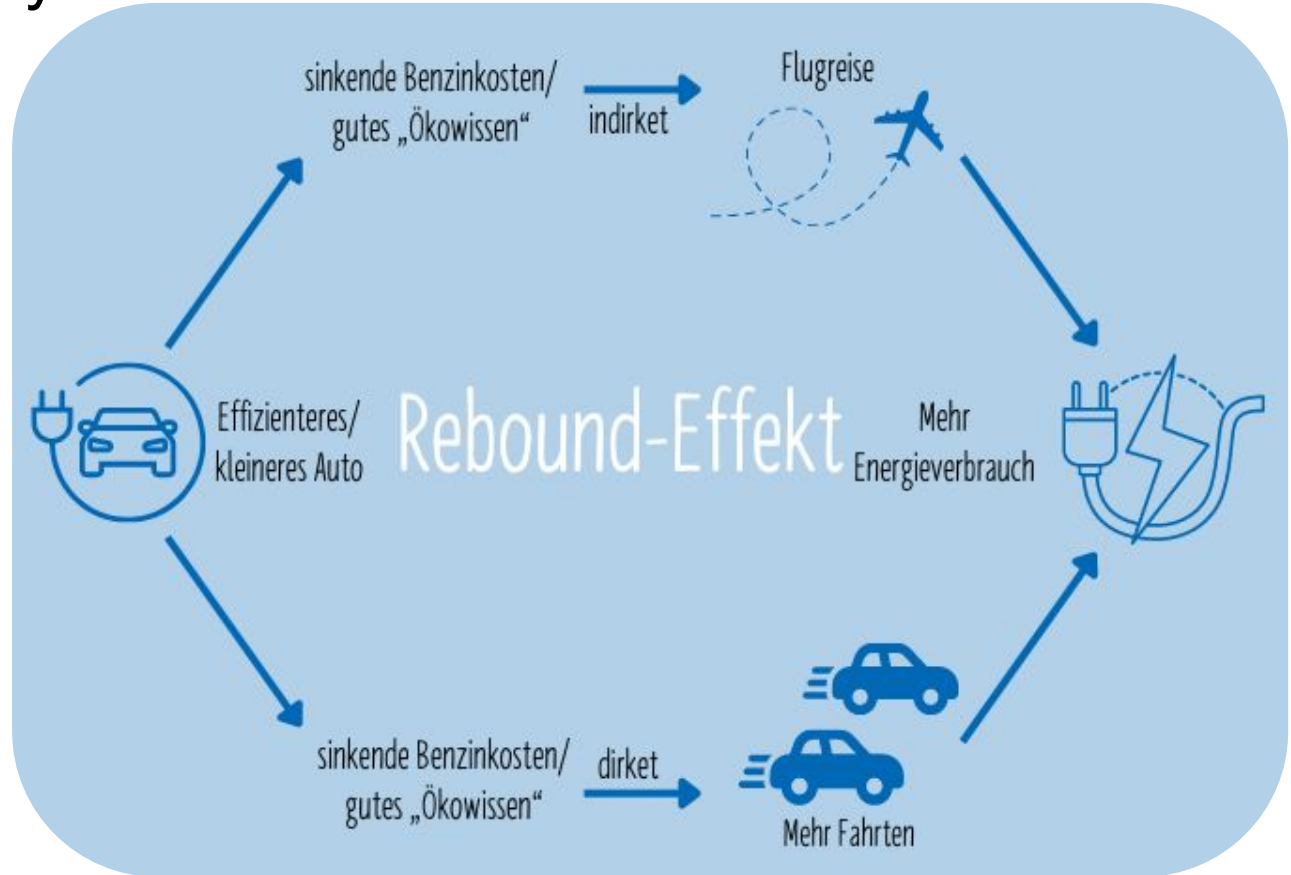 sinkende Benzinkosten/
gutes „Ökowissen“
indirket
Flugreise
Effizienteres/
kleineres Auto
Rebound-Effekt
Mehr
Energieverbrauch
sinkende Benzinkosten/
gutes „Ökowissen“
dirket
Mehr Fahrten